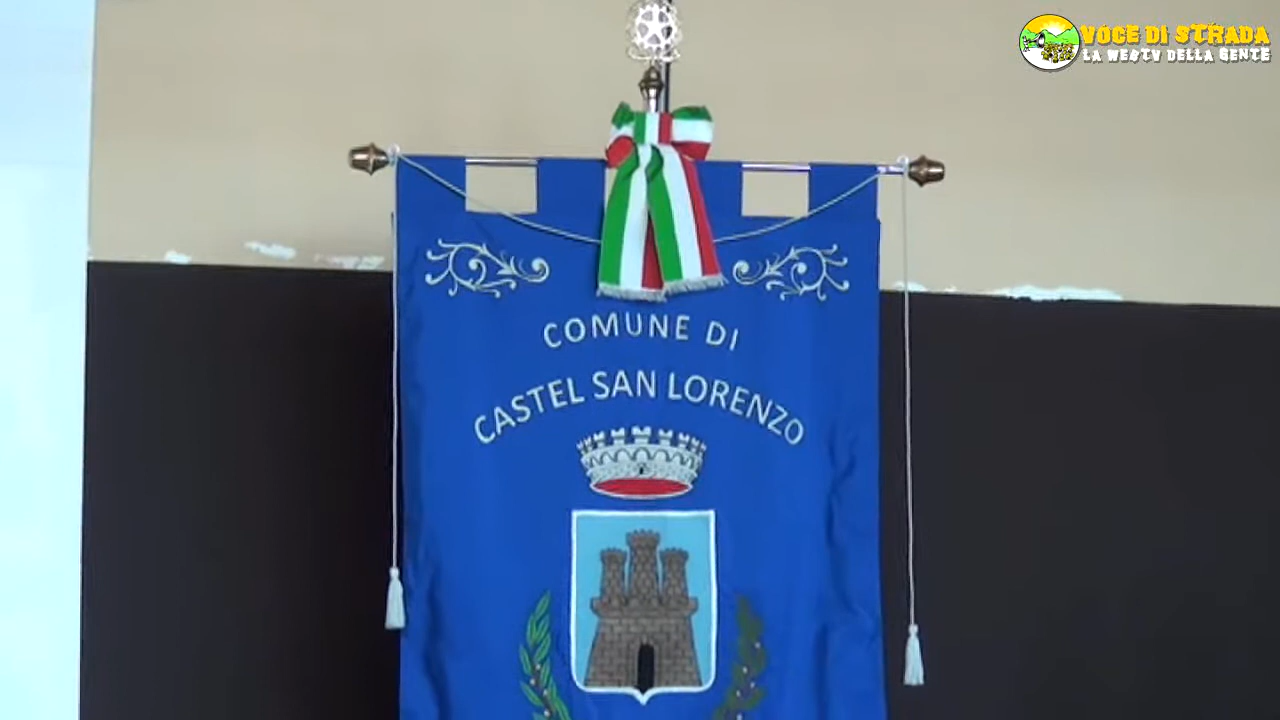 VOCE DI STRADA
LA WEBTV DELLA GENTE
COMUNE DI
CASTEL SAN LORENZO